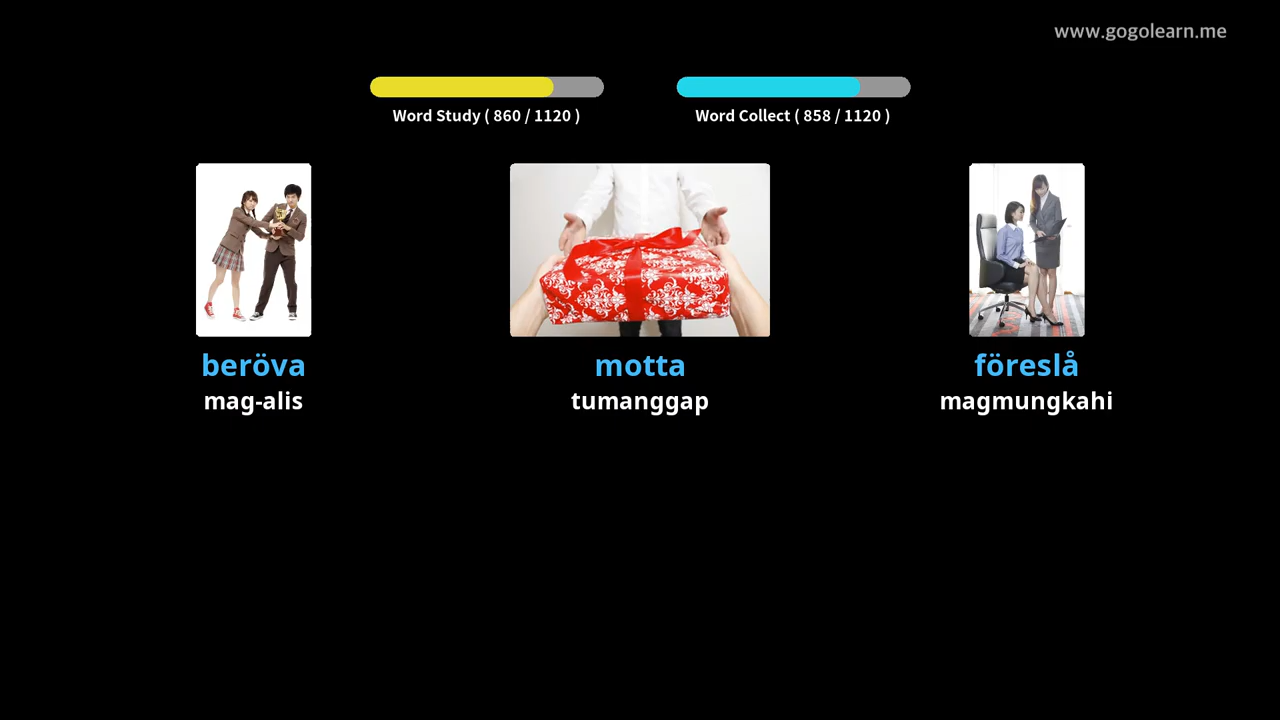 www.gogolearn.me
Word Study ( 860 / 1120 )
Word Collect ( 858 / 1120 )
beröva
motta
föreslå
mag-alis
tumanggap
magmungkahi